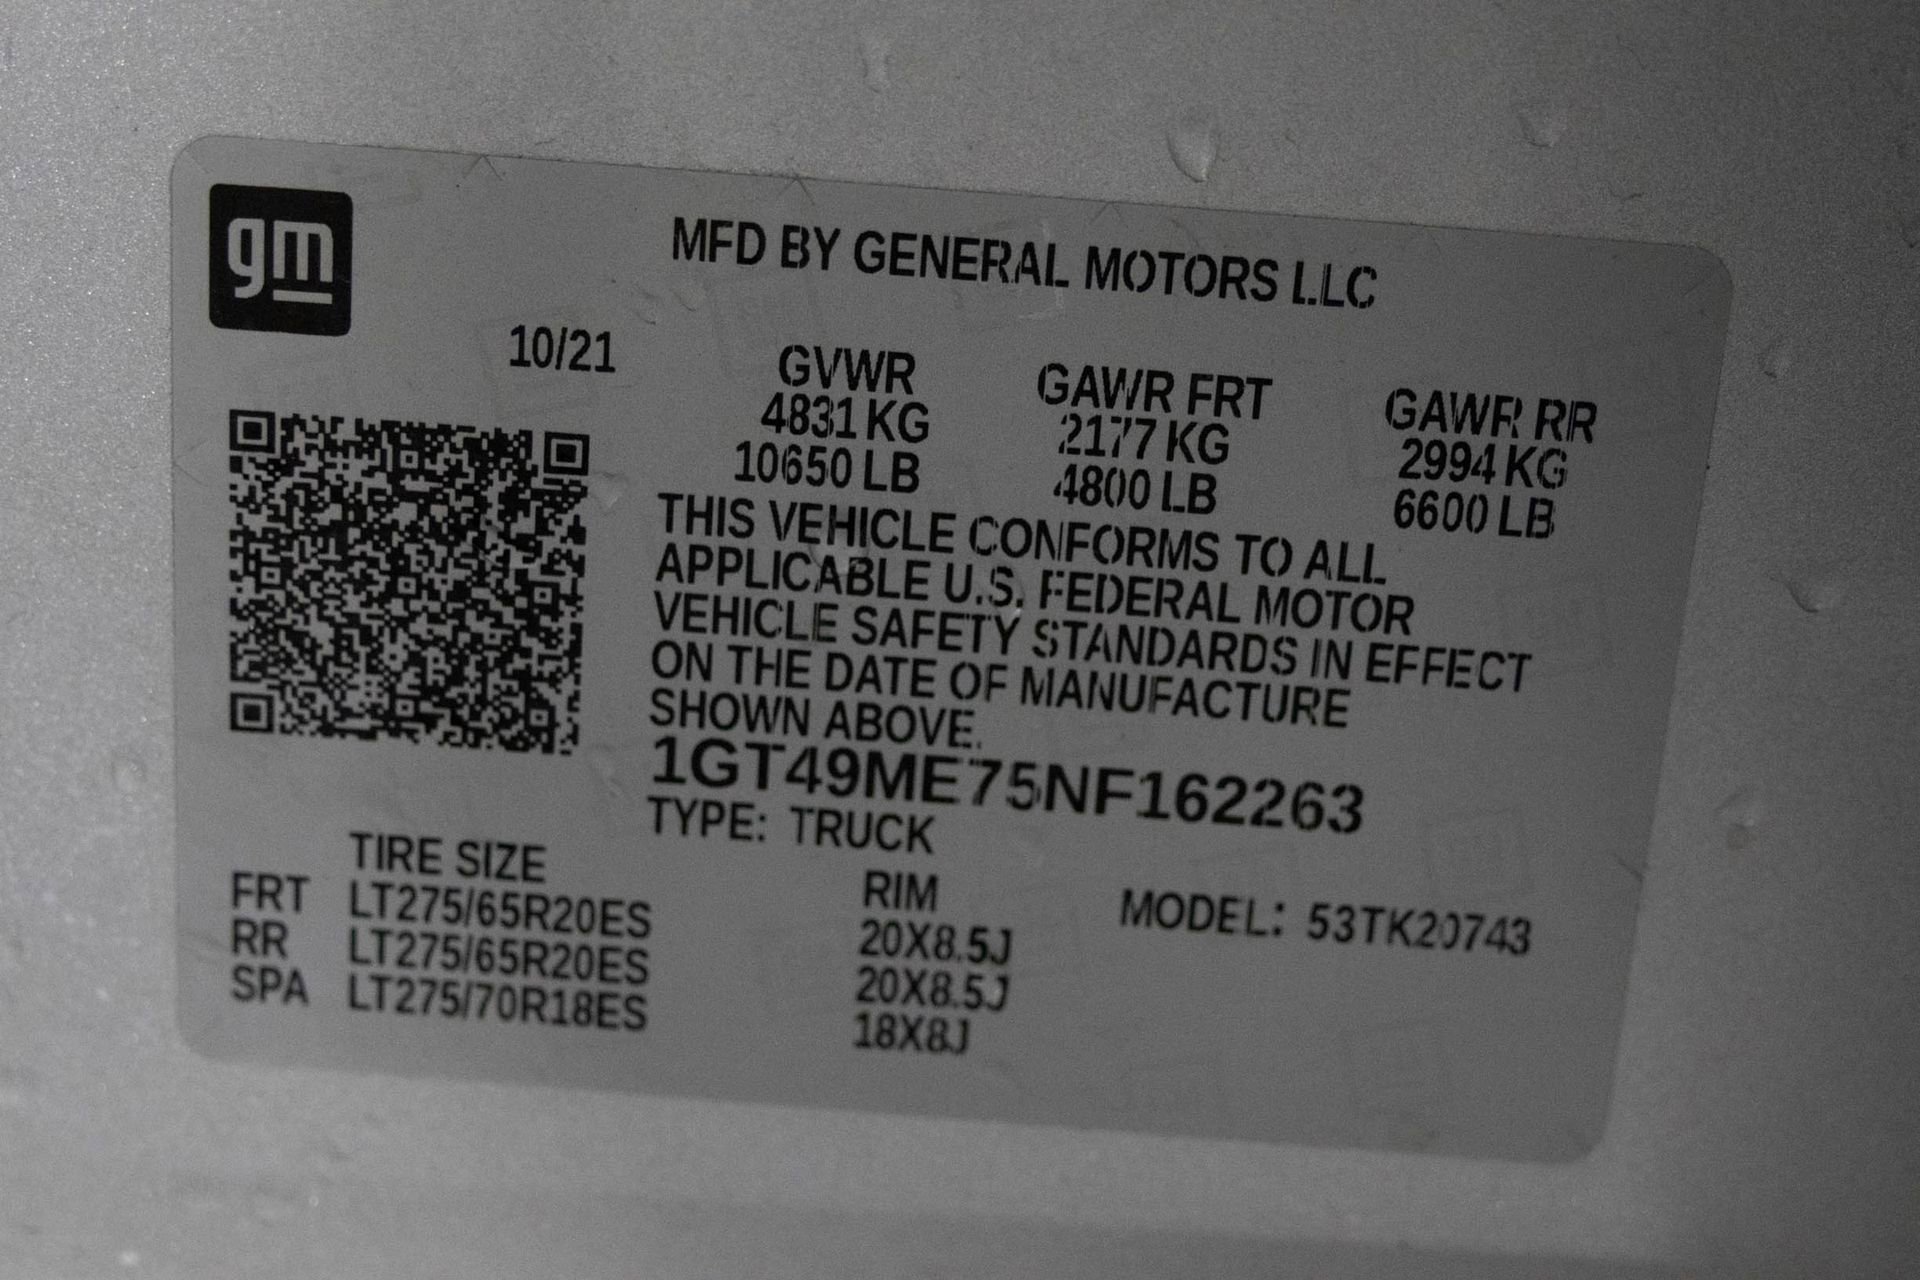 gm
MFD BY GENERAL MOTORS LLC
10/21
GVWR GAWR FRT GAWR RR
4831 KG 2177 KG 2994 KG
10650 LB 4800 LB 6600 LB
THIS VEHICLE CONFORMS TO ALL
APPLICABLE U.S. FEDERAL MOTOR
VEHICLE SAFETY STANDARDS IN EFFECT
ON THE DATE OF MANUFACTURE
SHOWN ABOVE.
1GT49ME75NF162263
TYPE: TRUCK
TIRE SIZE RIM MODEL: 53TK20743
FRT LT275/65R20ES 20X8.5J
RR LT275/65R20ES 20X8.5J
SPA LT275/70R18ES 18X8J